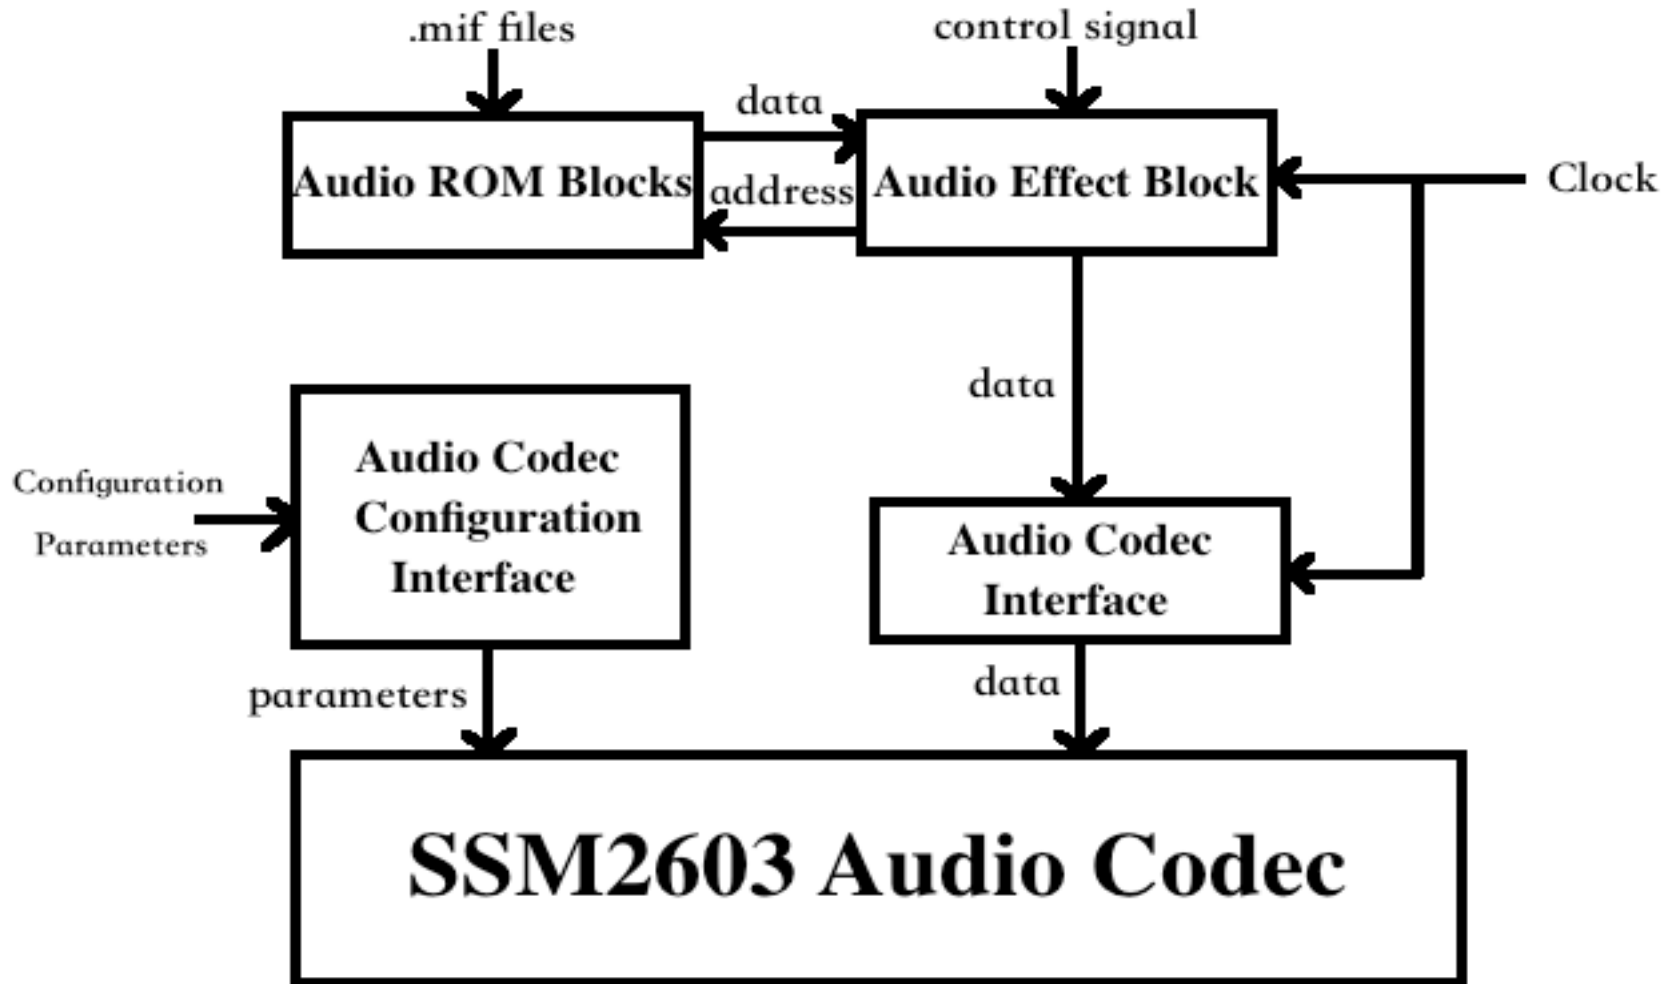 .mif files
control signal
data
Audio ROM Blocks
address
Audio Effect Block
Clock
data
Configuration
Parameters
Audio Codec
Configuration
Interface
Audio Codec
Interface
parameters
data
SSM2603 Audio Codec